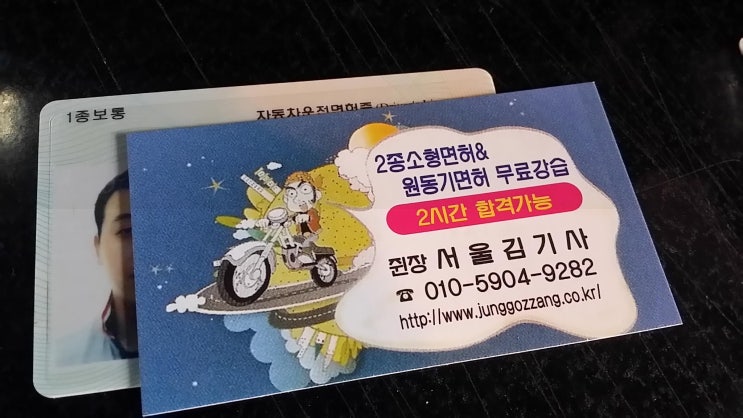 1종보통
자동차운전면허증
2종소형면허&
원동기면허 무료강습
2시간 합격가능
쥔장 서울김기사
☎ 010-5904-9282
http://www.junggozzang.co.kr/